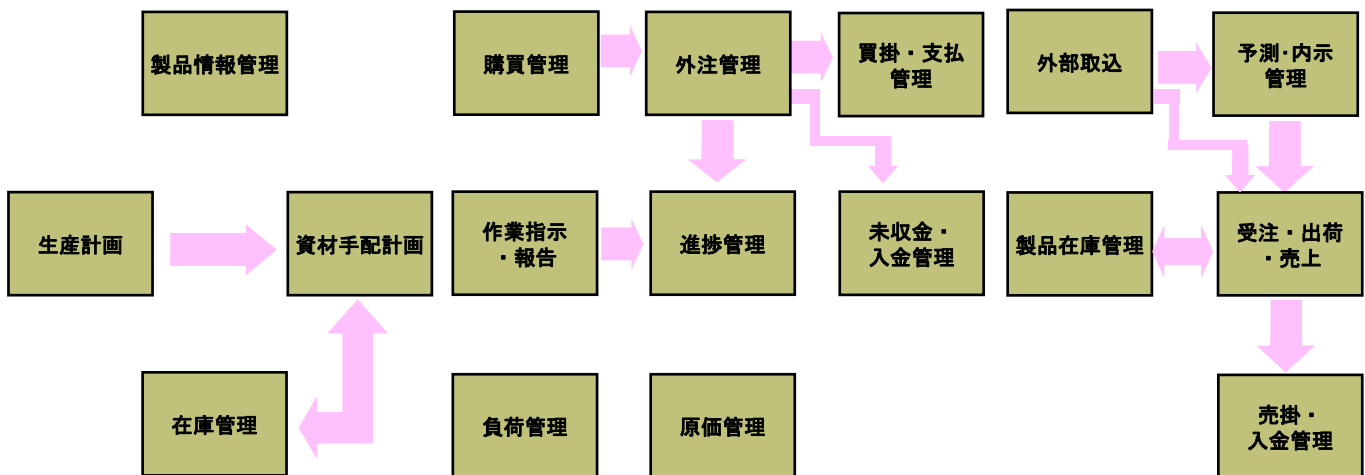 製品情報管理
購買管理
外注管理
買掛・支払
管理
外部取込
予測・内示
管理
生産計画
資材手配計画
作業指示
・報告
進捗管理
未収金・
入金管理
製品在庫管理
受注・出荷
・売上
在庫管理
負荷管理
原価管理
売掛・
入金管理